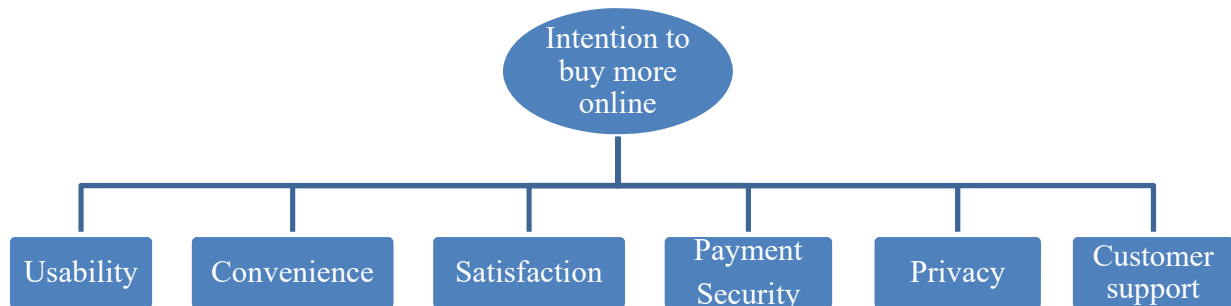 Intention to
buy more
online
Usability
Convenience
Satisfaction
Payment
Security
Privacy
Customer
support